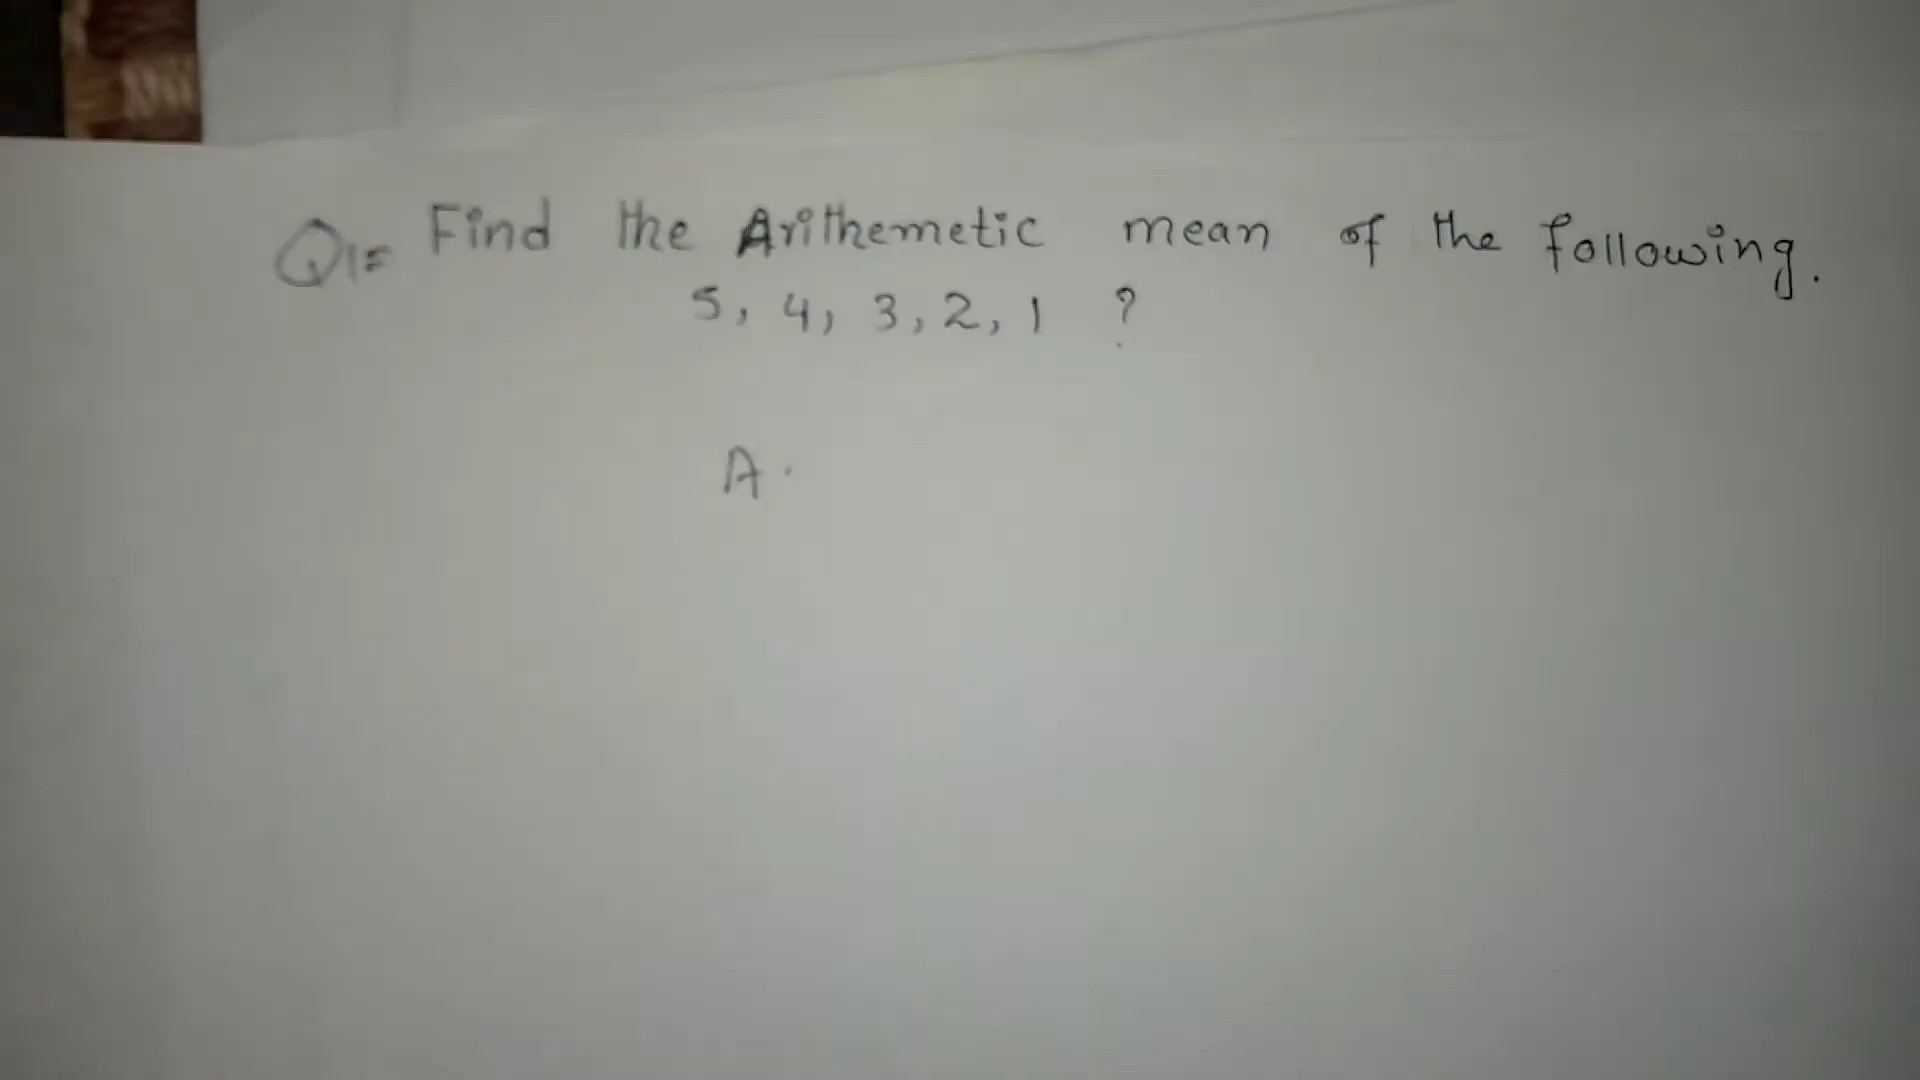 Q1= Find the Arithemetic mean of the following.
5, 4, 3, 2, 1 ?
A.